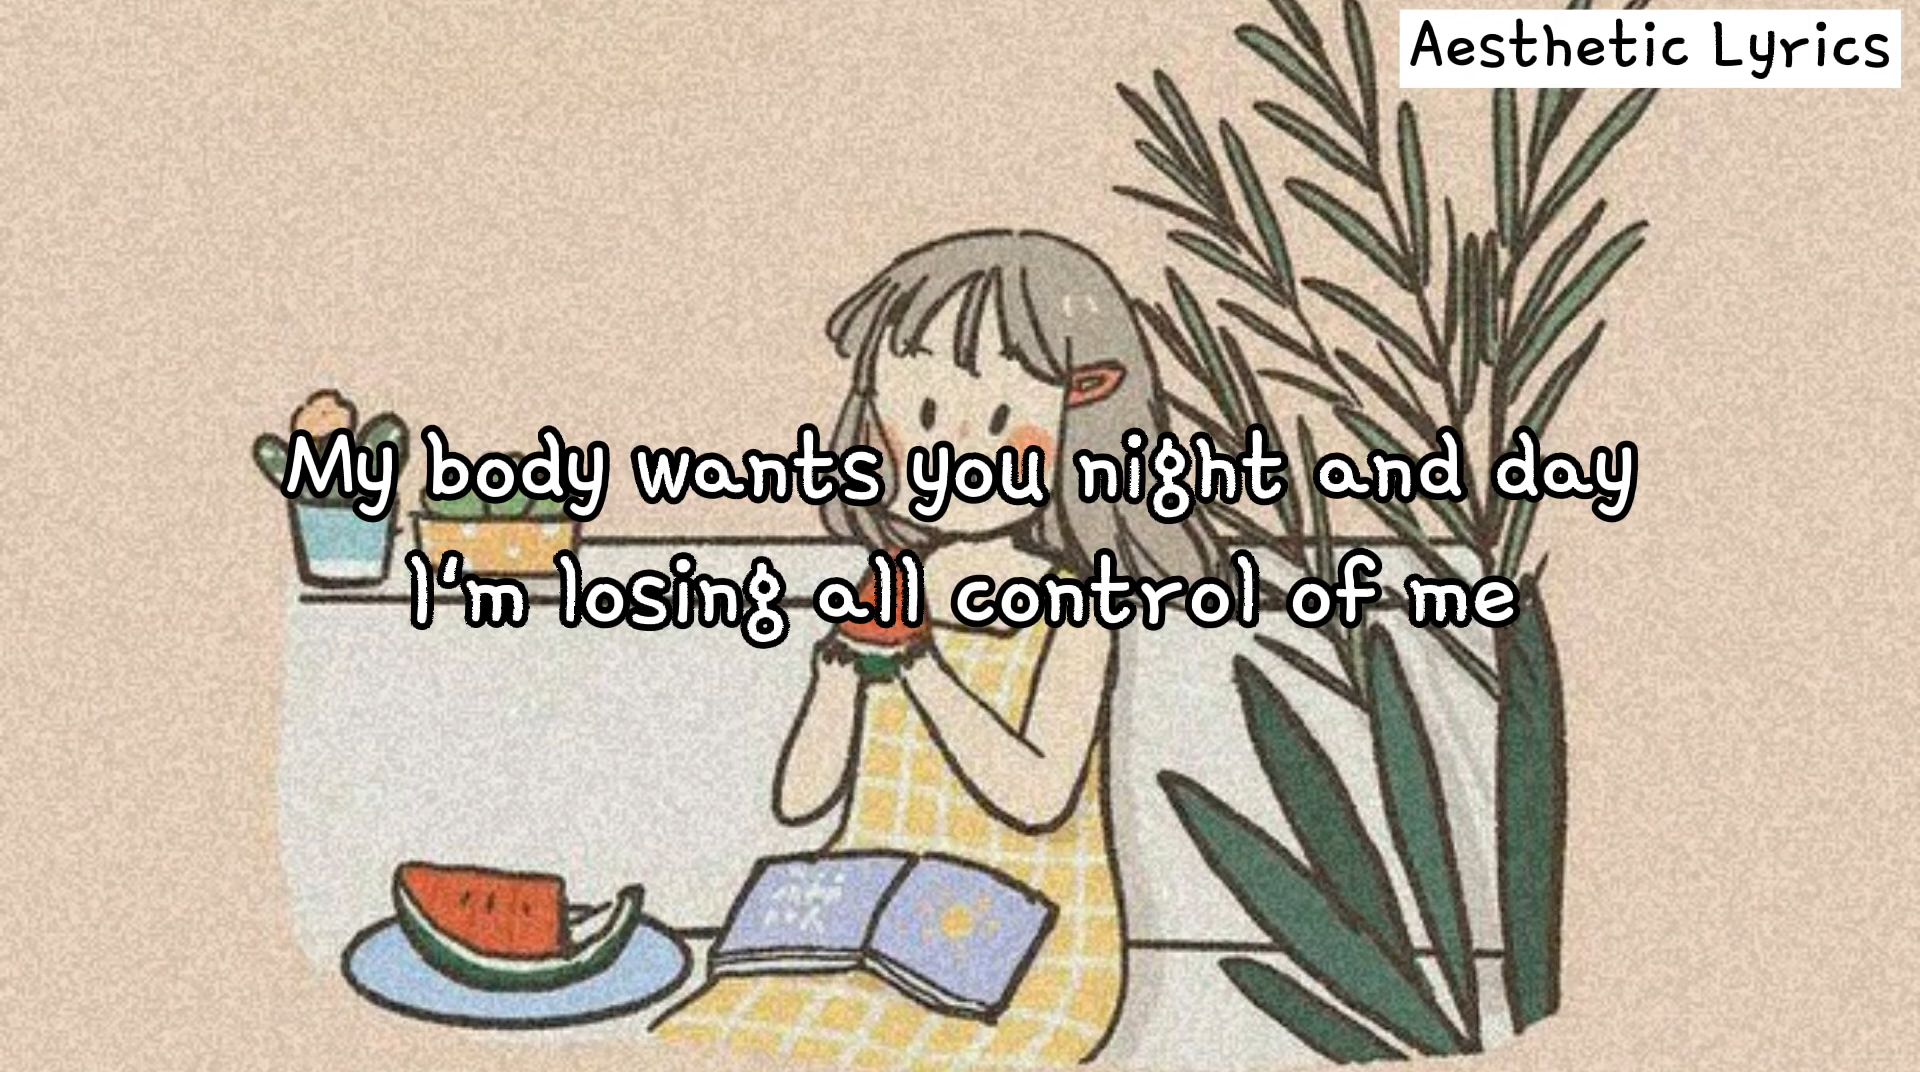 Aesthetic Lyrics
My body wants you night and day
I'm losing all control of me